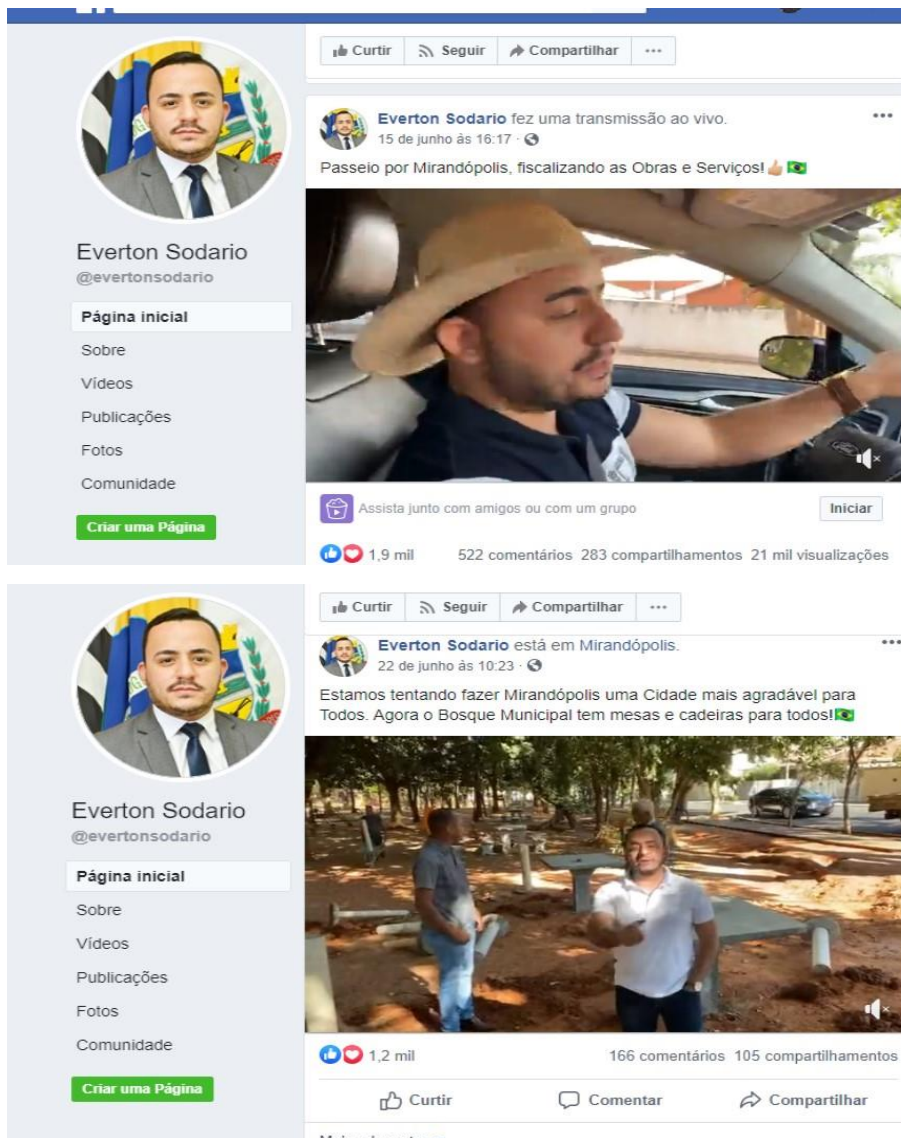 Curtir Seguir Compartilhar ...
Everton Sodario fez uma transmissão ao vivo.
15 de junho às 16:17 ·
Passeio por Mirandópolis, fiscalizando as Obras e Serviços!👍🇧🇷
Everton Sodario
@evertonsodario
Página inicial
Sobre
Vídeos
Publicações
Fotos
Comunidade
Criar uma Página
Assista junto com amigos ou com um grupo
Iniciar
1,9 mil 522 comentários 283 compartilhamentos 21 mil visualizações
Curtir Seguir Compartilhar ...
Everton Sodario está em Mirandópolis.
22 de junho às 10:23 ·
Estamos tentando fazer Mirandópolis uma Cidade mais agradável para
Todos. Agora o Bosque Municipal tem mesas e cadeiras para todos!🇧🇷
Everton Sodario
@evertonsodario
Página inicial
Sobre
Vídeos
Publicações
Fotos
Comunidade
Criar uma Página
1,2 mil 166 comentários 105 compartilhamentos
Curtir Comentar Compartilhar